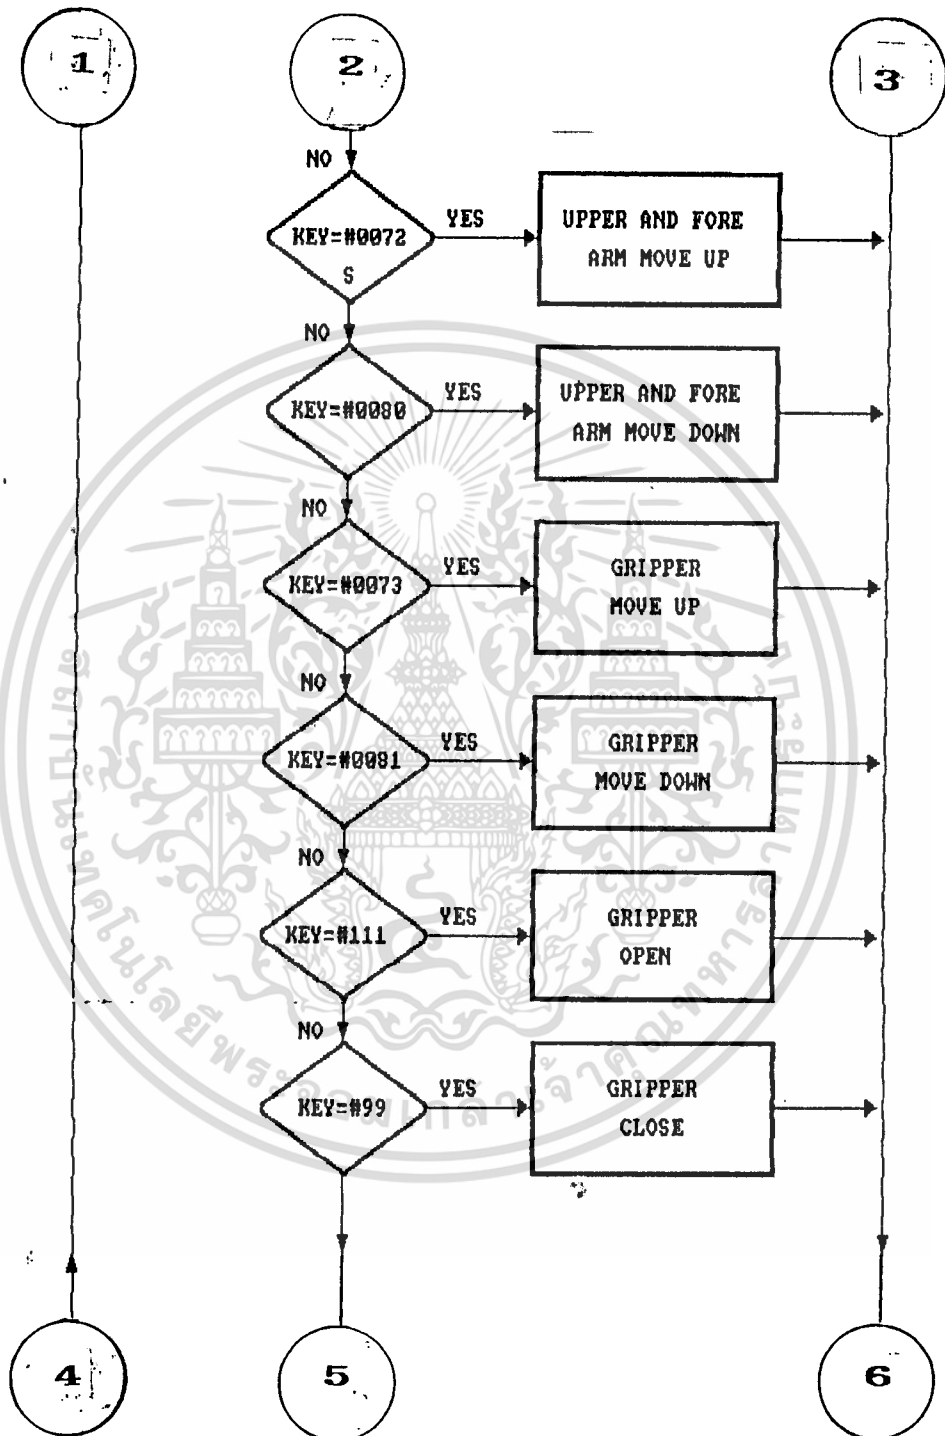 1
2
3
NO
KEY=#0072
S
YES
UPPER AND FORE
ARM MOVE UP
NO
KEY=#0080
YES
UPPER AND FORE
ARM MOVE DOWN
NO
KEY=#0073
YES
GRIPPER
MOVE UP
NO
KEY=#0081
YES
GRIPPER
MOVE DOWN
NO
KEY=#111
YES
GRIPPER
OPEN
NO
KEY=#99
YES
GRIPPER
CLOSE
4
5
6